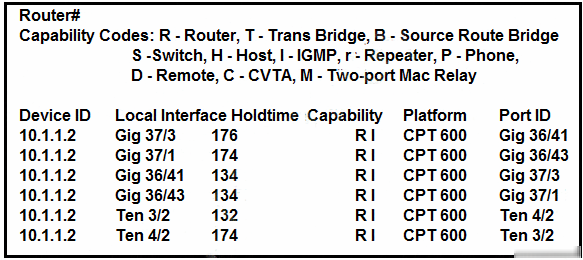 Router#
Capability Codes: R - Router, T - Trans Bridge, B - Source Route Bridge
S -Switch, H - Host, I - IGMP, r - Repeater, P - Phone,
D - Remote, C - CVTA, M - Two-port Mac Relay
Device ID Local Interface Holdtime Capability Platform Port ID
10.1.1.2 Gig 37/3 176 R I CPT 600 Gig 36/41
10.1.1.2 Gig 37/1 174 R I CPT 600 Gig 36/43
10.1.1.2 Gig 36/41 134 R I CPT 600 Gig 37/3
10.1.1.2 Gig 36/43 134 R I CPT 600 Gig 37/1
10.1.1.2 Ten 3/2 132 R I CPT 600 Ten 4/2
10.1.1.2 Ten 4/2 174 R I CPT 600 Ten 3/2